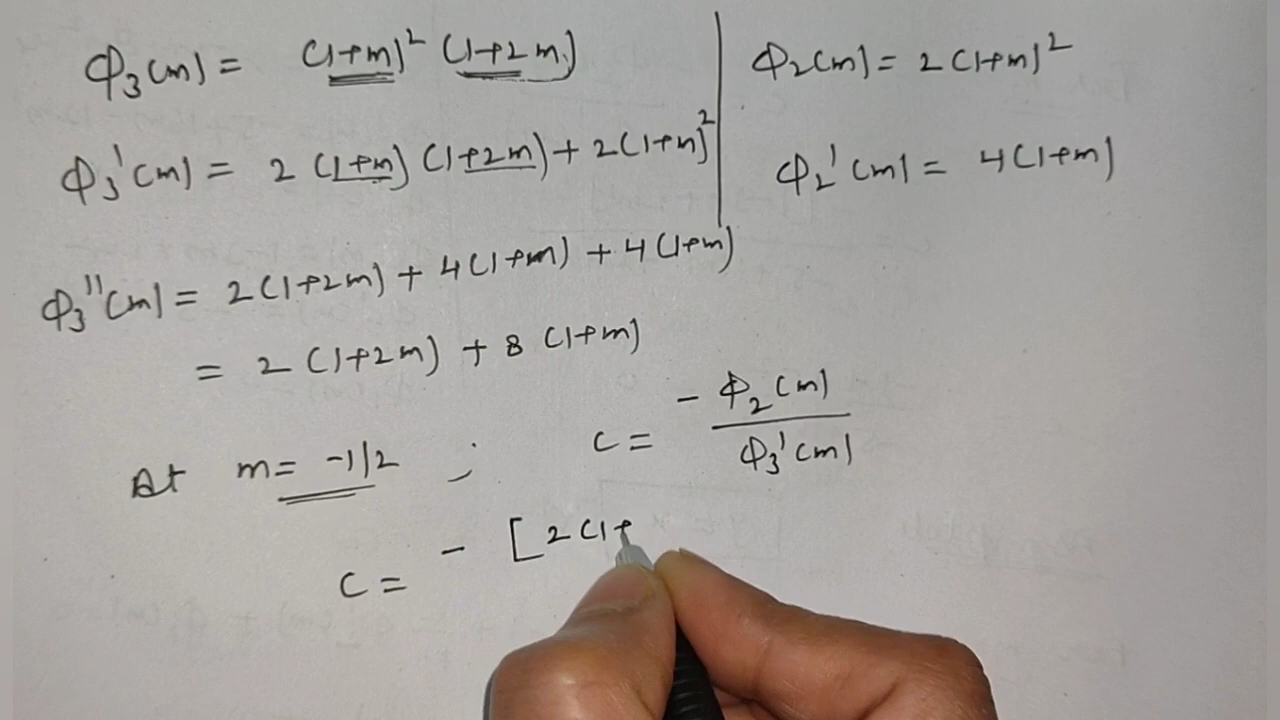 Φ₃(m) = (1+m)² (1+2m)
Φ₃'(m) = 2 (1+m) (1+2m) + 2(1+m)²
Φ₃''(m) = 2(1+2m) + 4(1+m) + 4(1+m)
= 2 (1+2m) + 8 (1+m)
Φ₂(m) = 2(1+m)²
Φ₂'(m) = 4(1+m)
At m = -1/2 ; c = - Φ₂(m) / Φ₃'(m)
c = - [2(1+